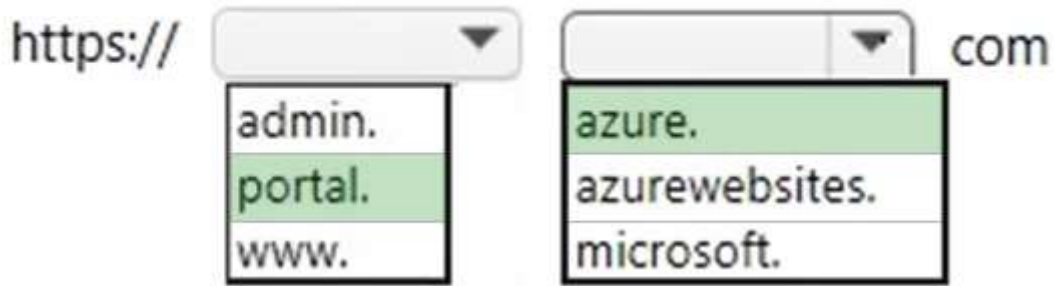 https:// com
admin.
portal.
www.
azure.
azurewebsites.
microsoft.